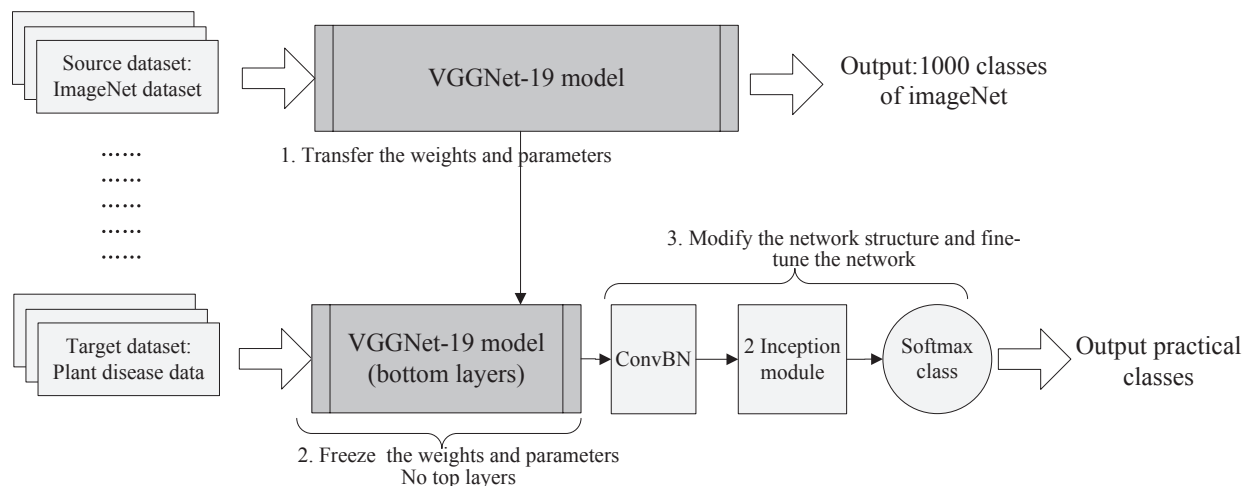 Source dataset:
ImageNet dataset
VGGNet-19 model
Output:1000 classes
of imageNet
1. Transfer the weights and parameters
……
……
……
……
……
3. Modify the network structure and fine-
tune the network
Target dataset:
Plant disease data
VGGNet-19 model
(bottom layers)
ConvBN
2 Inception
module
Softmax
class
Output practical
classes
2. Freeze the weights and parameters
No top layers